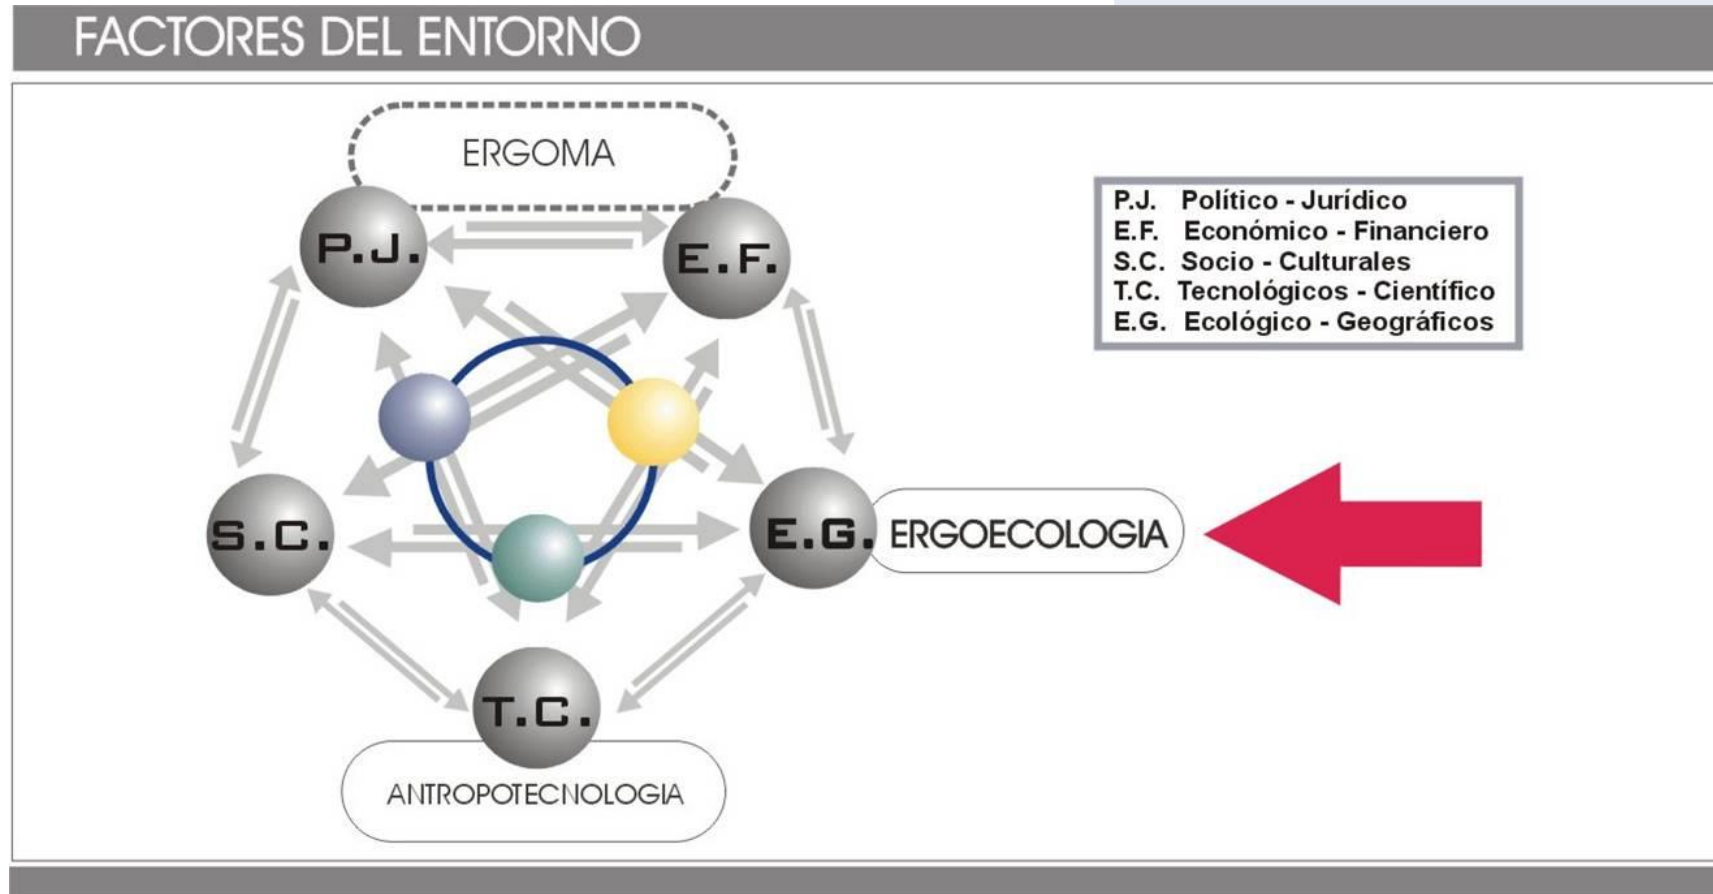 FACTORES DEL ENTORNO
ERGOMA
P.J.
E.F.
P.J. Político - Jurídico
E.F. Económico - Financiero
S.C. Socio - Culturales
T.C. Tecnológicos - Científico
E.G. Ecológico - Geográficos
S.C.
E.G. ERGOECOLOGIA
T.C.
ANTROPOTECNOLOGIA